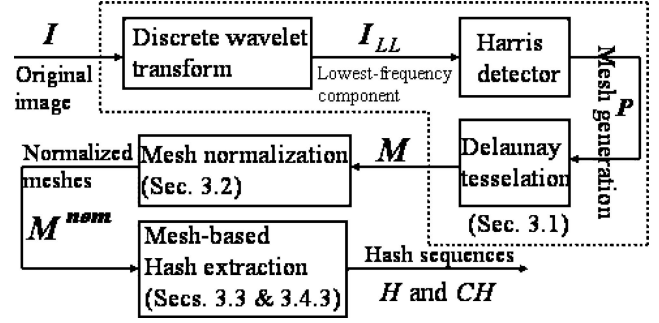 I
Original
image
Discrete wavelet
transform
I_LL
Lowest-frequency
component
Harris
detector
Mesh generation
P
Delaunay
tesselation
(Sec. 3.1)
M
Mesh normalization
(Sec. 3.2)
Normalized
meshes
M^nom
Mesh-based
Hash extraction
(Secs. 3.3 & 3.4.3)
Hash sequences
H and CH